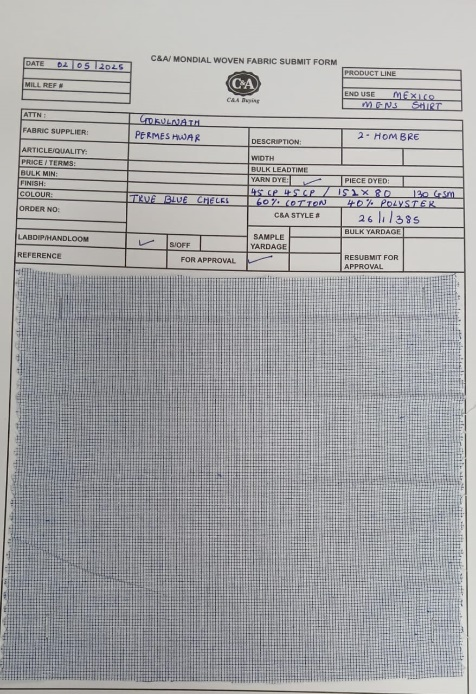 C&A/ MONDIAL WOVEN FABRIC SUBMIT FORM
DATE 02/05/2025
MILL REF #
C&A
C&A Buying
PRODUCT LINE
END USE MEXICO
MENS SHIRT
ATTN : GOKULNATH
FABRIC SUPPLIER: PERMESHWAR
DESCRIPTION: 2-HOMBRE
ARTICLE/QUALITY:
WIDTH
PRICE / TERMS:
BULK LEADTIME
BULK MIN:
YARN DYE: ✓ PIECE DYED:
FINISH:
45 CP 45 CP / 152 X 80 130 GSM
COLOUR: TRUE BLUE CHECKS 60% COTTON 40% POLYSTER
ORDER NO:
C&A STYLE # 26/1/385
LABDIP/HANDLOOM ✓ S/OFF SAMPLE YARDAGE BULK YARDAGE
REFERENCE FOR APPROVAL ✓ RESUBMIT FOR APPROVAL